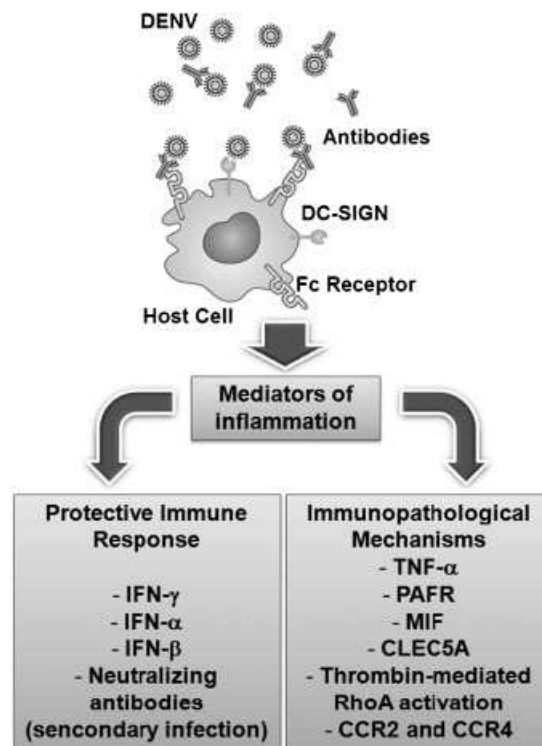 DENV
Antibodies
DC-SIGN
Fc Receptor
Host Cell
Mediators of
inflammation
Protective Immune
Response
- IFN-γ
- IFN-α
- IFN-β
- Neutralizing
antibodies
(sencondary infection)
Immunopathological
Mechanisms
- TNF-α
- PAFR
- MIF
- CLEC5A
- Thrombin-mediated
RhoA activation
- CCR2 and CCR4